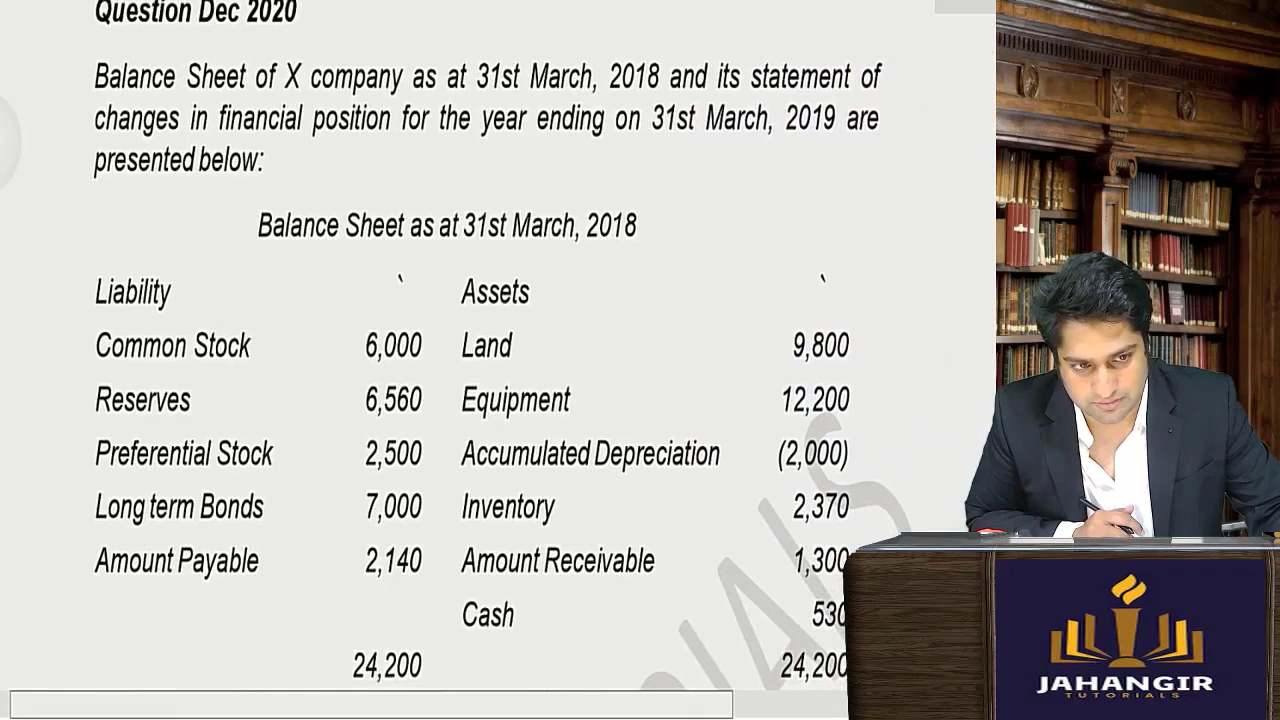 Question Dec 2020
Balance Sheet of X company as at 31st March, 2018 and its statement of
changes in financial position for the year ending on 31st March, 2019 are
presented below:
Balance Sheet as at 31st March, 2018
Liability ` Assets `
Common Stock 6,000 Land 9,800
Reserves 6,560 Equipment 12,200
Preferential Stock 2,500 Accumulated Depreciation (2,000)
Long term Bonds 7,000 Inventory 2,370
Amount Payable 2,140 Amount Receivable 1,300
Cash 530
24,200 24,200
JAHANGIR
TUTORIALS